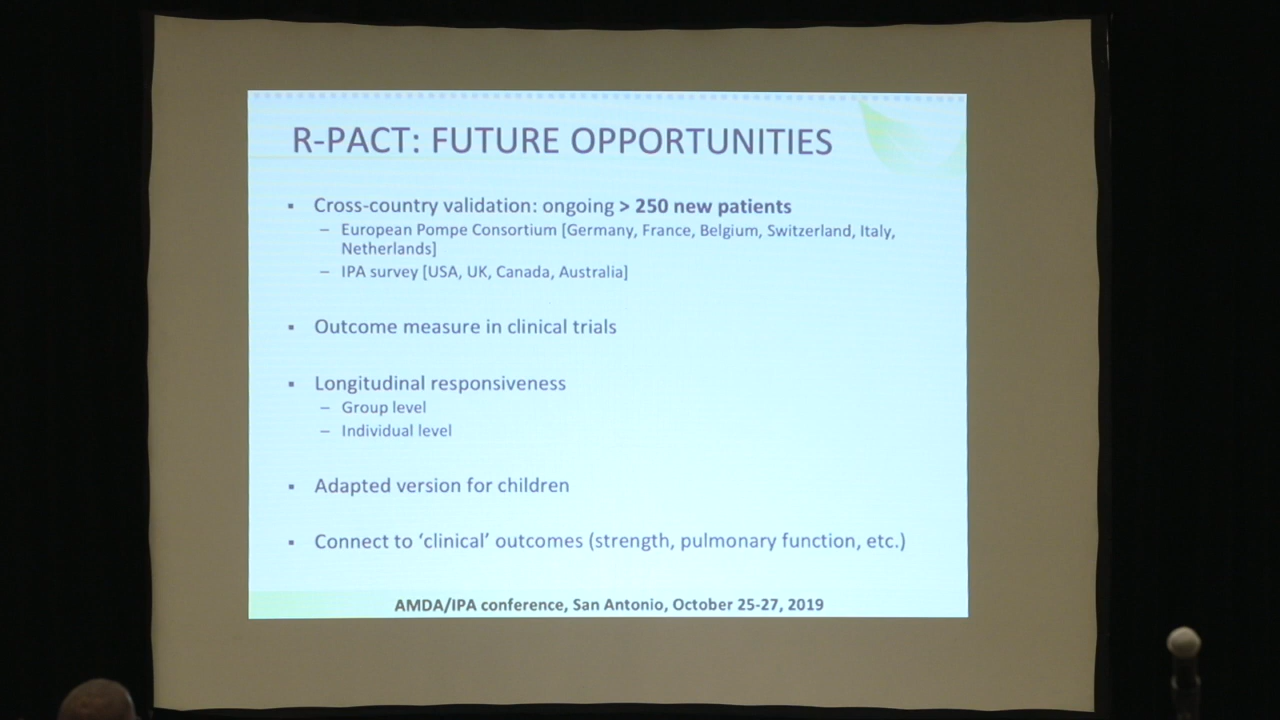 R-PACT: FUTURE OPPORTUNITIES
▪ Cross-country validation: ongoing > 250 new patients
– European Pompe Consortium [Germany, France, Belgium, Switzerland, Italy,
Netherlands]
– IPA survey [USA, UK, Canada, Australia]
▪ Outcome measure in clinical trials
▪ Longitudinal responsiveness
– Group level
– Individual level
▪ Adapted version for children
▪ Connect to ‘clinical’ outcomes (strength, pulmonary function, etc.)
AMDA/IPA conference, San Antonio, October 25-27, 2019